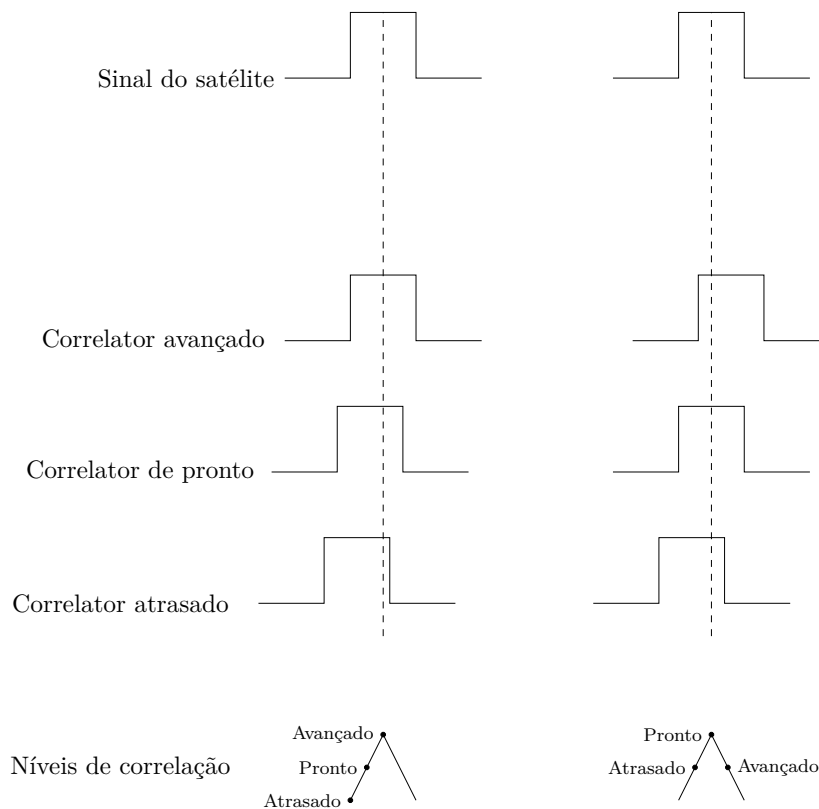 Sinal do satélite
Correlator avançado
Correlator de pronto
Correlator atrasado
Níveis de correlação
Avançado
Pronto
Atrasado
Pronto
Atrasado
Avançado